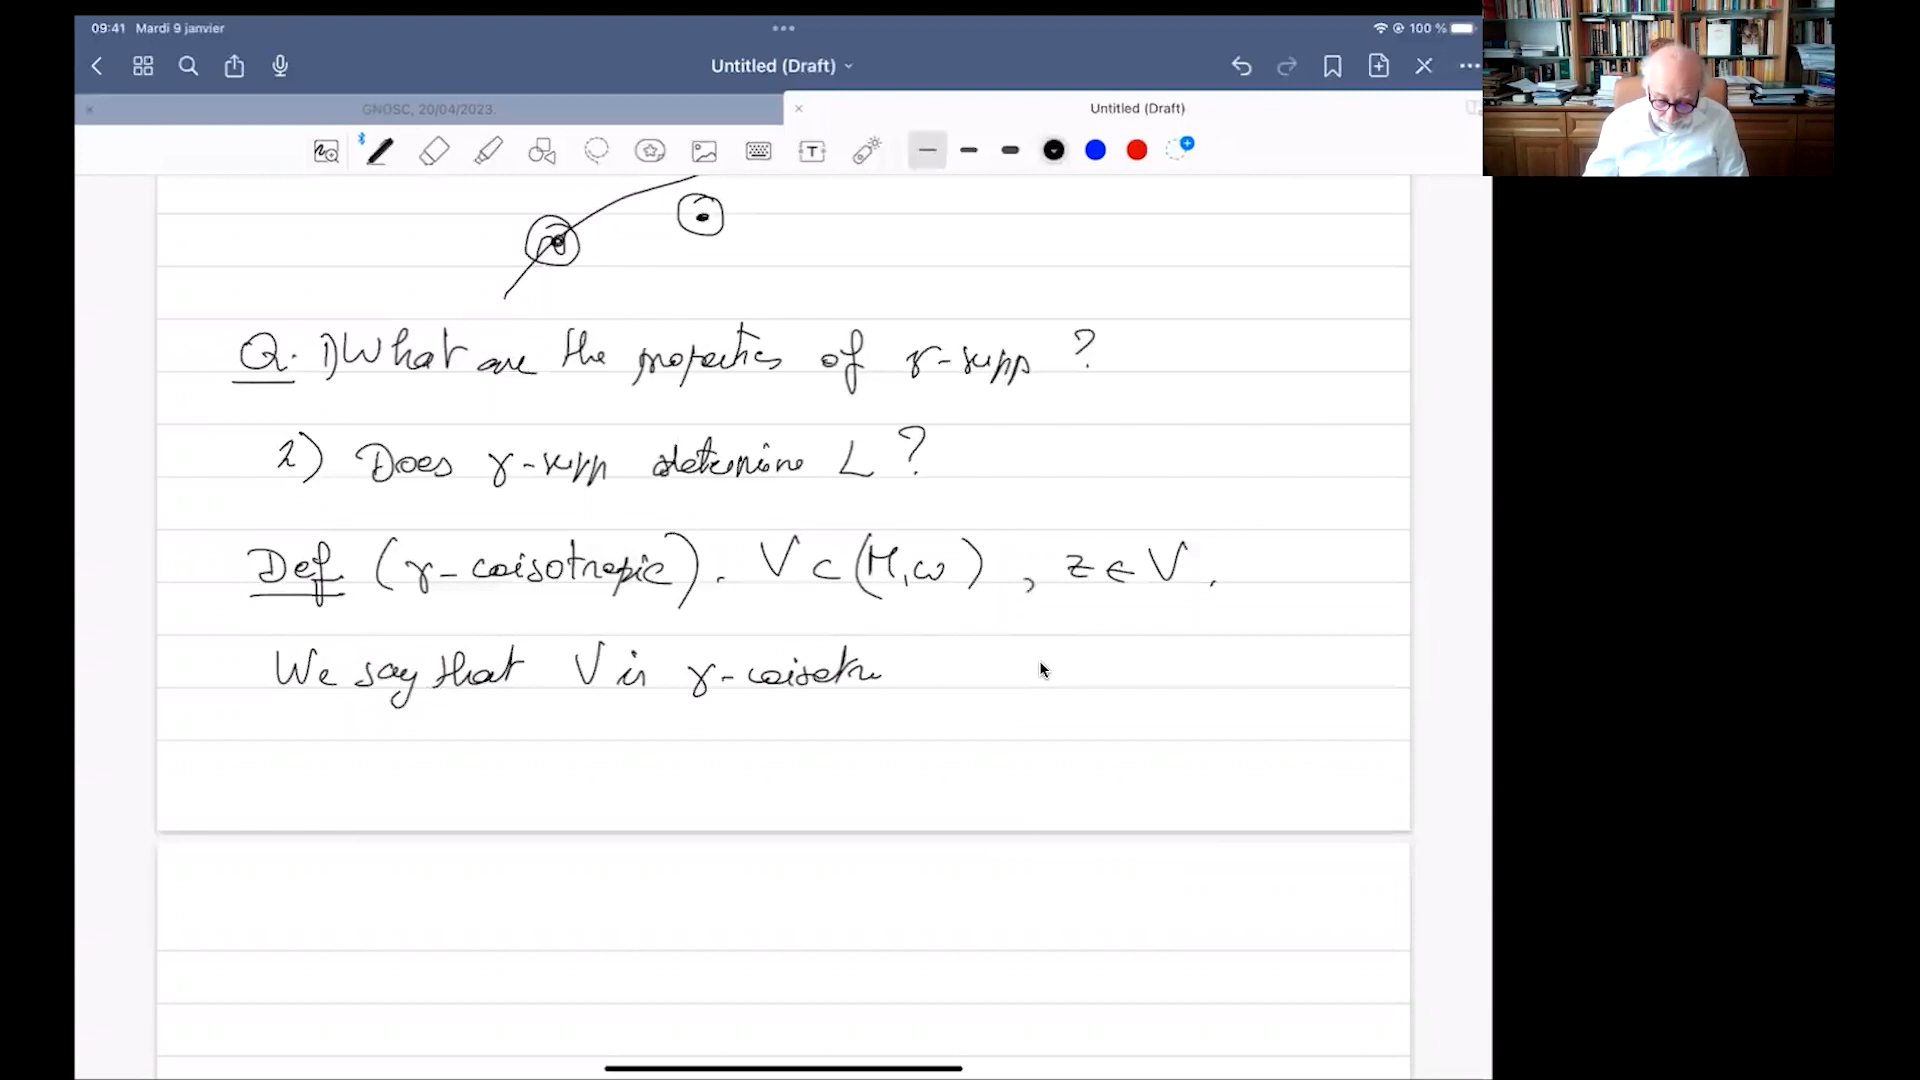 09:41 Mardi 9 janvier
100 %
Untitled (Draft)
GNOSC, 20/04/2023.
Untitled (Draft)
Q. 1) What are the properties of γ-supp ?
2) Does γ-supp determine L ?
Def (γ-coisotropic). V ⊂ (M, ω) , z ∈ V.
We say that V is γ-coisotr